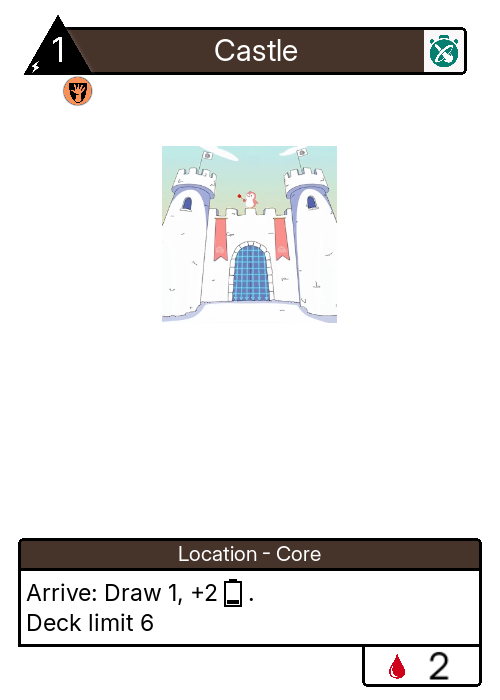 1
Castle
Location - Core
Arrive: Draw 1, +2 .
Deck limit 6
2